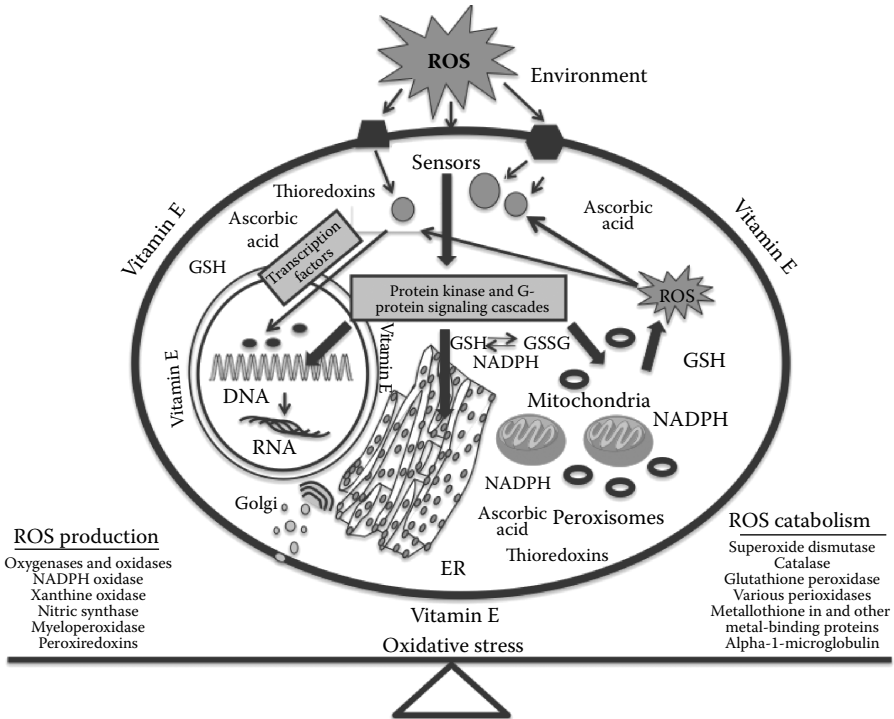 ROS
Environment
Sensors
Thioredoxins
Ascorbic
acid
Ascorbic
acid
Vitamin E
Vitamin E
GSH
Transcription
factors
Protein kinase and G-
protein signaling cascades
ROS
Vitamin E
Vitamin E
GSH
GSSG
NADPH
GSH
DNA
Mitochondria
NADPH
RNA
NADPH
Golgi
Ascorbic
acid
Peroxisomes
Thioredoxins
ER
ROS production
Oxygenases and oxidases
NADPH oxidase
Xanthine oxidase
Nitric synthase
Myeloperoxidase
Peroxiredoxins
ROS catabolism
Superoxide dismutase
Catalase
Glutathione peroxidase
Various perioxidases
Metallothione in and other
metal-binding proteins
Alpha-1-microglobulin
Vitamin E
Oxidative stress